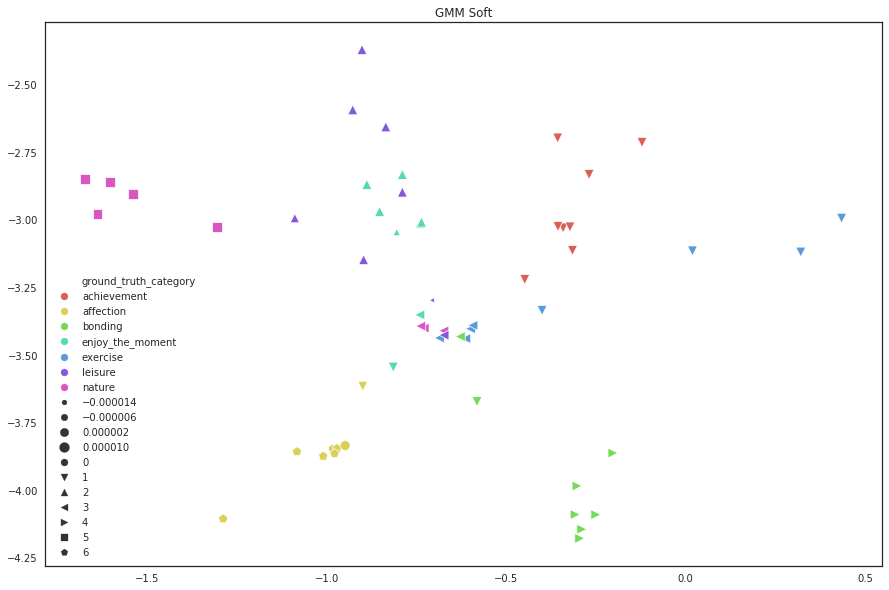 GMM Soft
−2.50
−2.75
−3.00
−3.25
−3.50
−3.75
−4.00
−4.25
ground_truth_category
achievement
affection
bonding
enjoy_the_moment
exercise
leisure
nature
−0.000014
−0.000006
0.000002
0.000010
0
1
2
3
4
5
6
−1.5
−1.0
−0.5
0.0
0.5